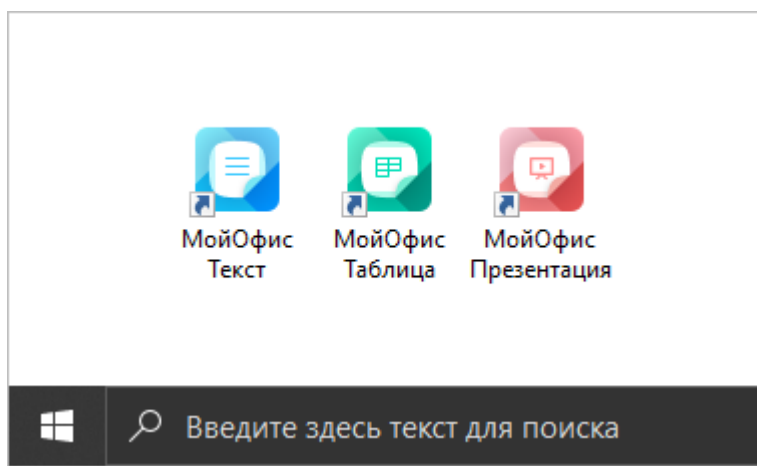 МойОфис МойОфис МойОфис
Текст Таблица Презентация
Введите здесь текст для поиска